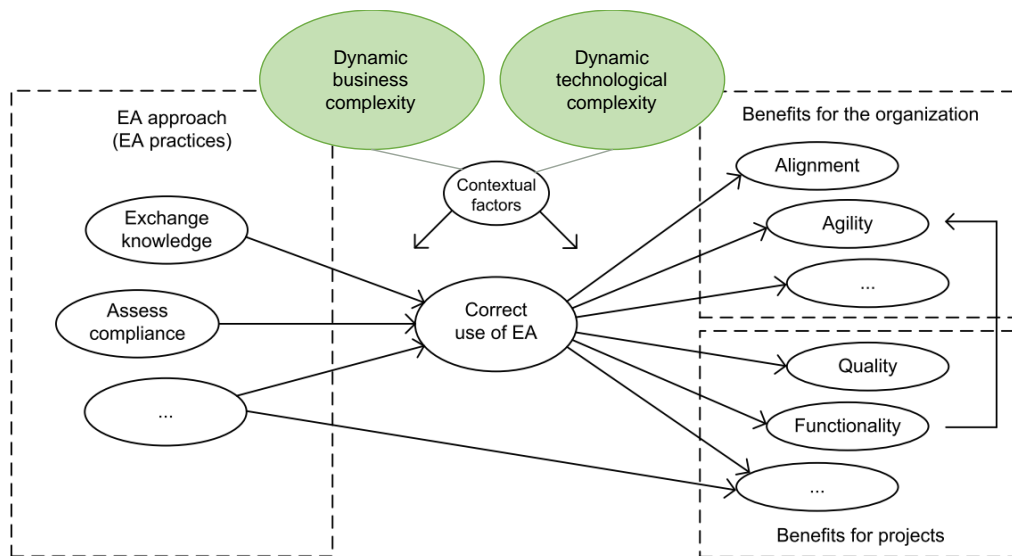 Dynamic
business
complexity
Dynamic
technological
complexity
EA approach
(EA practices)
Benefits for the organization
Contextual
factors
Alignment
Exchange
knowledge
Agility
...
Assess
compliance
Correct
use of EA
Quality
...
Functionality
...
Benefits for projects